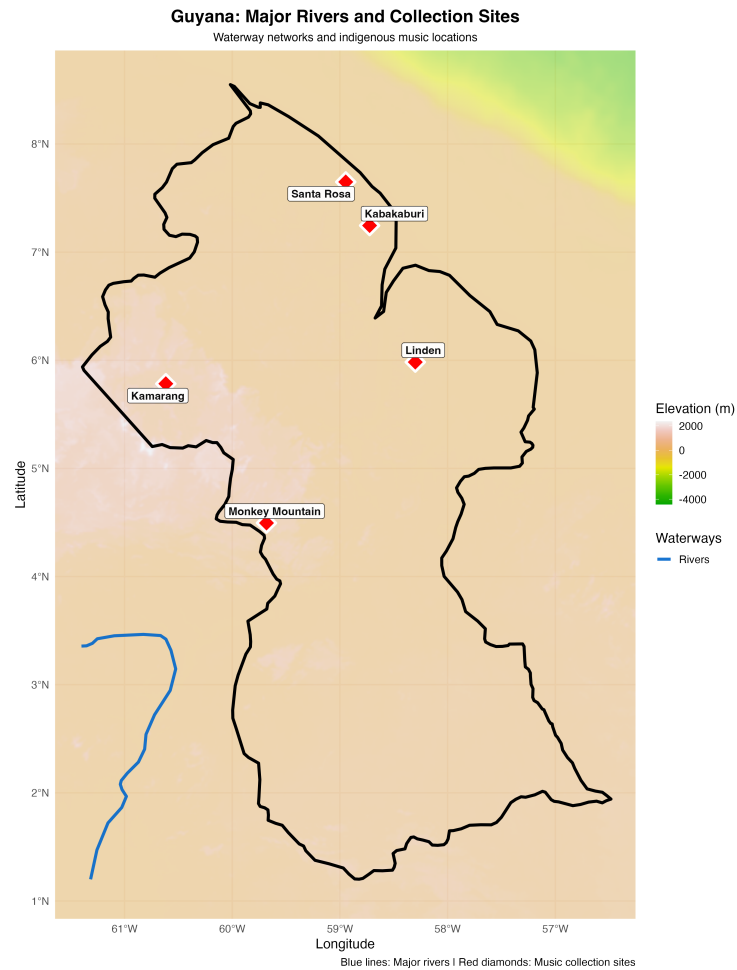 Guyana: Major Rivers and Collection Sites
Waterway networks and indigenous music locations
8°N
7°N
6°N
5°N
4°N
3°N
2°N
1°N
Latitude
Santa Rosa
Kabakaburi
Linden
Kamarang
Monkey Mountain
61°W
60°W
59°W
58°W
57°W
Longitude
Elevation (m)
2000
0
-2000
-4000
Waterways
Rivers
Blue lines: Major rivers | Red diamonds: Music collection sites